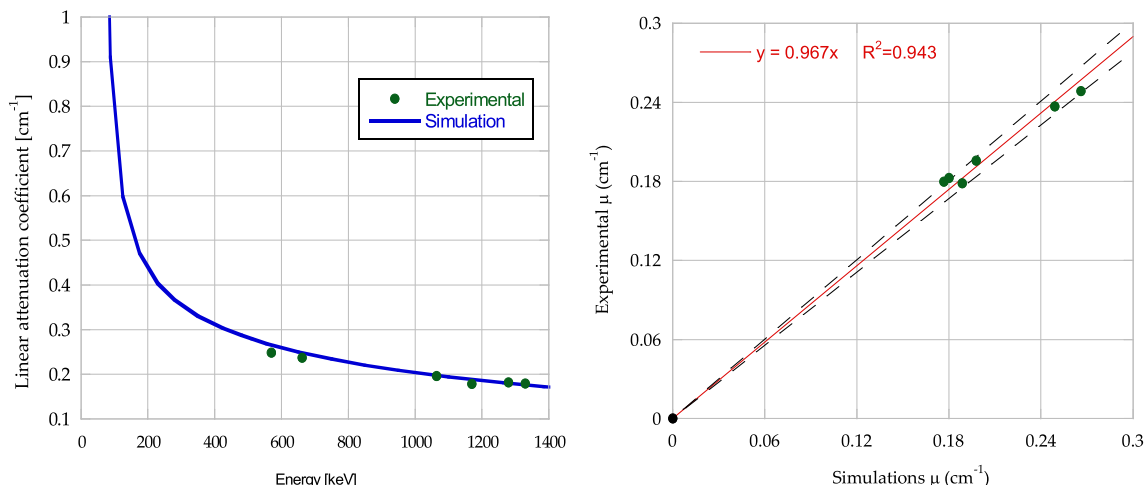 1
0.9
0.8
0.7
0.6
0.5
0.4
0.3
0.2
0.1
Linear attenuation coefficient [cm⁻¹]
Experimental
Simulation
0 200 400 600 800 1000 1200 1400
Energy [keV]
0.3
0.24
0.18
0.12
0.06
0
Experimental μ (cm⁻¹)
y = 0.967x R²=0.943
0 0.06 0.12 0.18 0.24 0.3
Simulations μ (cm⁻¹)